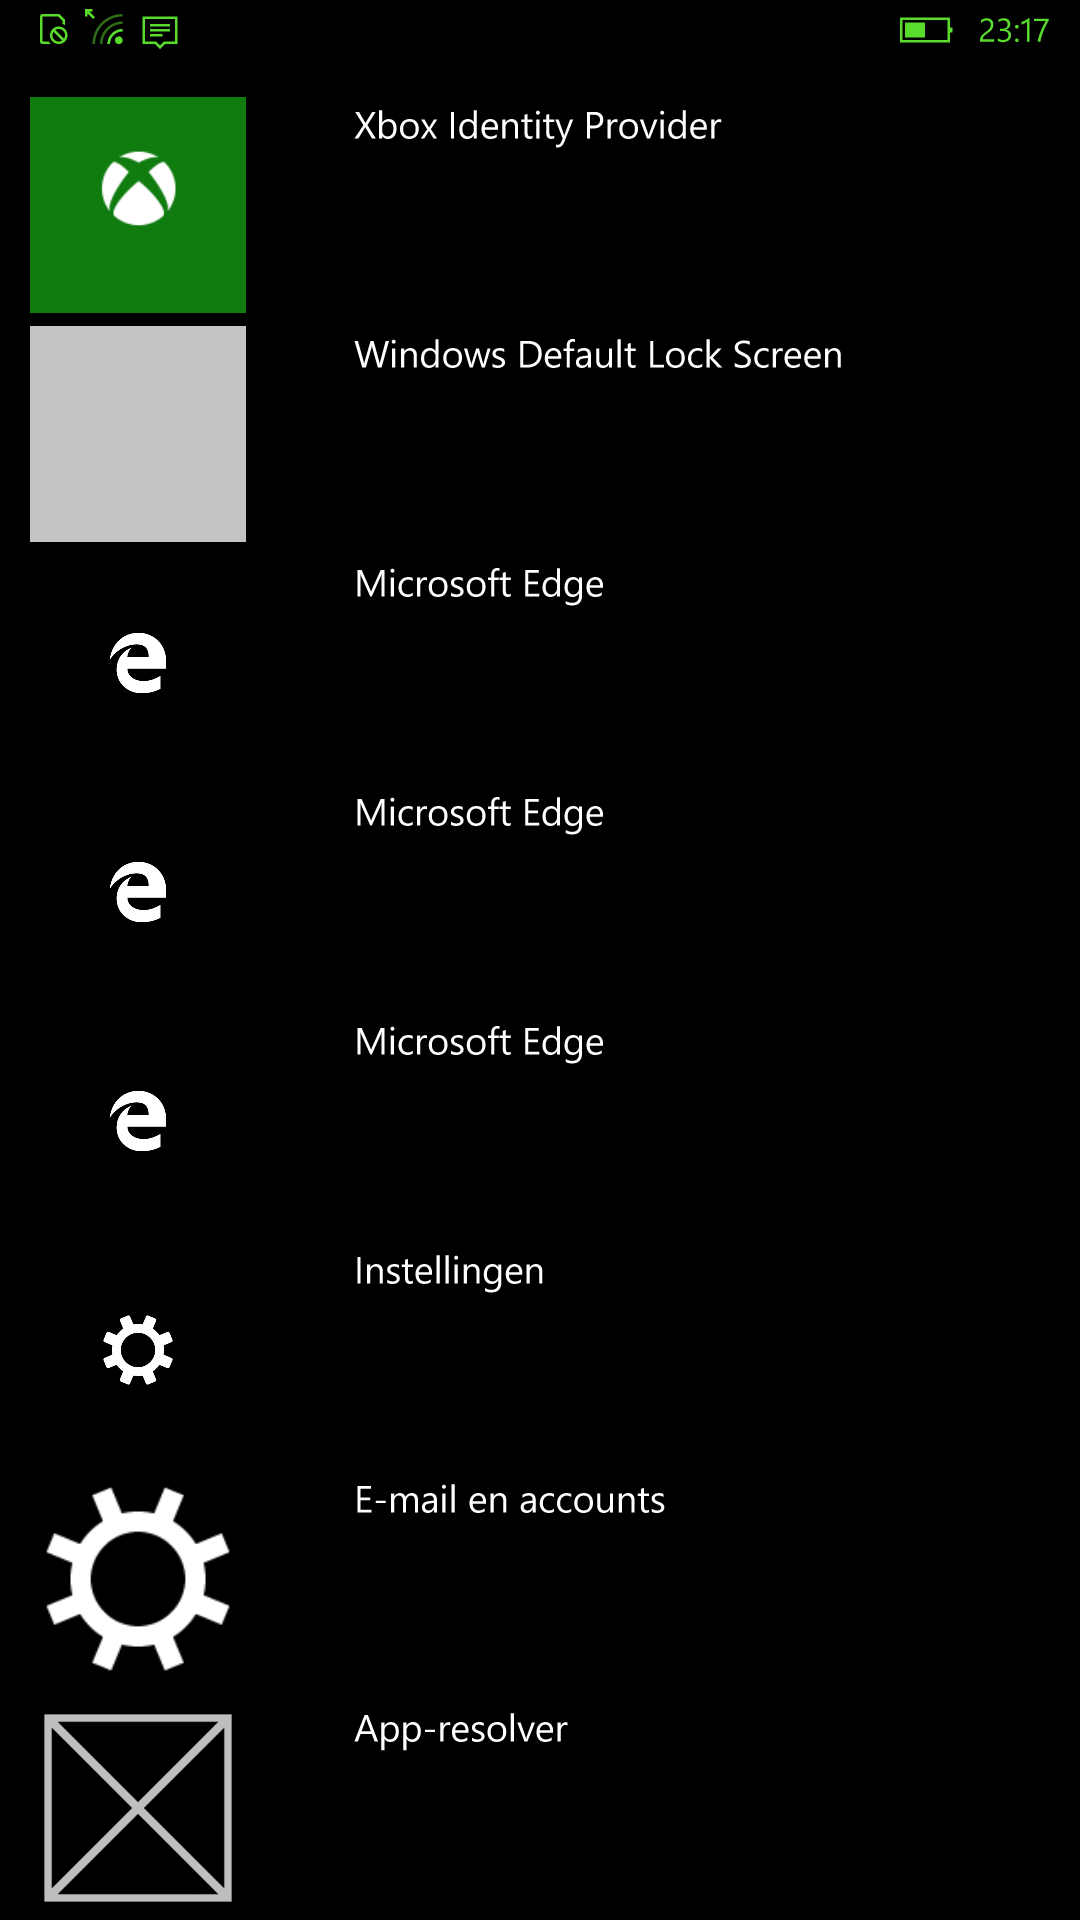 23:17
Xbox Identity Provider
Windows Default Lock Screen
Microsoft Edge
Microsoft Edge
Microsoft Edge
Instellingen
E-mail en accounts
App-resolver